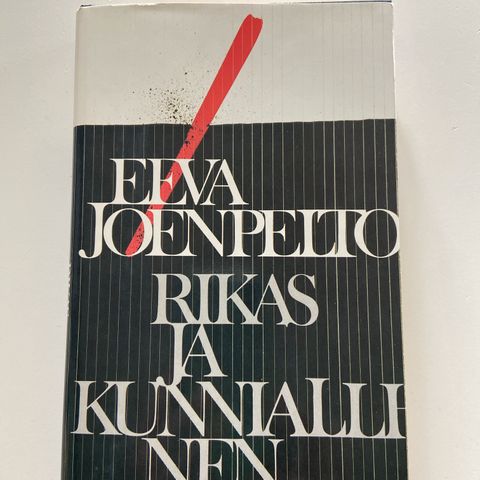 EEVA
JOENPELTO
RIKAS
JA
KUNNIALLI
NEN